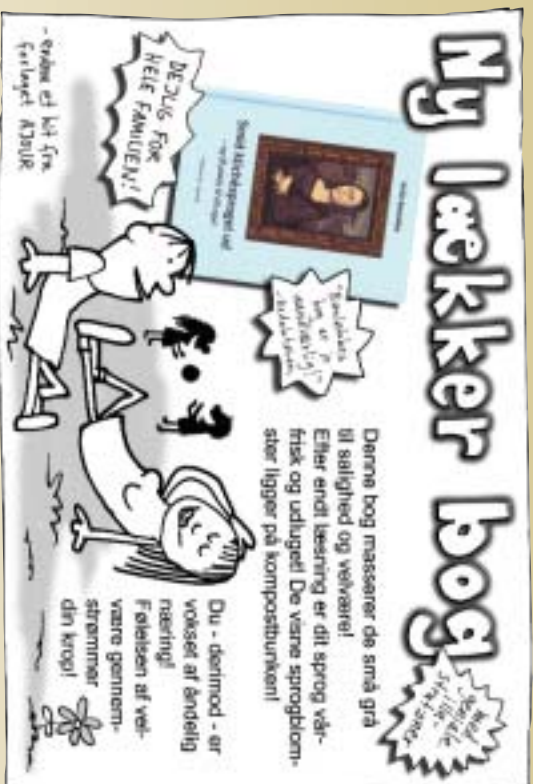 Ny lækker bog
DEJLIG FOR
HELE FAMILIEN!
- endnu et hit fra
forlaget AJOUR
Denne bog masserer de små grå
til salighed og velvære!
Efter endt læsning er dit sprog vår-
frisk og udluget! De visne sprogblom-
ster ligger på kompostbunken!
Du - derimod - er
vokset af åndelig
næring!
Følelsen af vel-
være gennem-
strømmer
din krop!